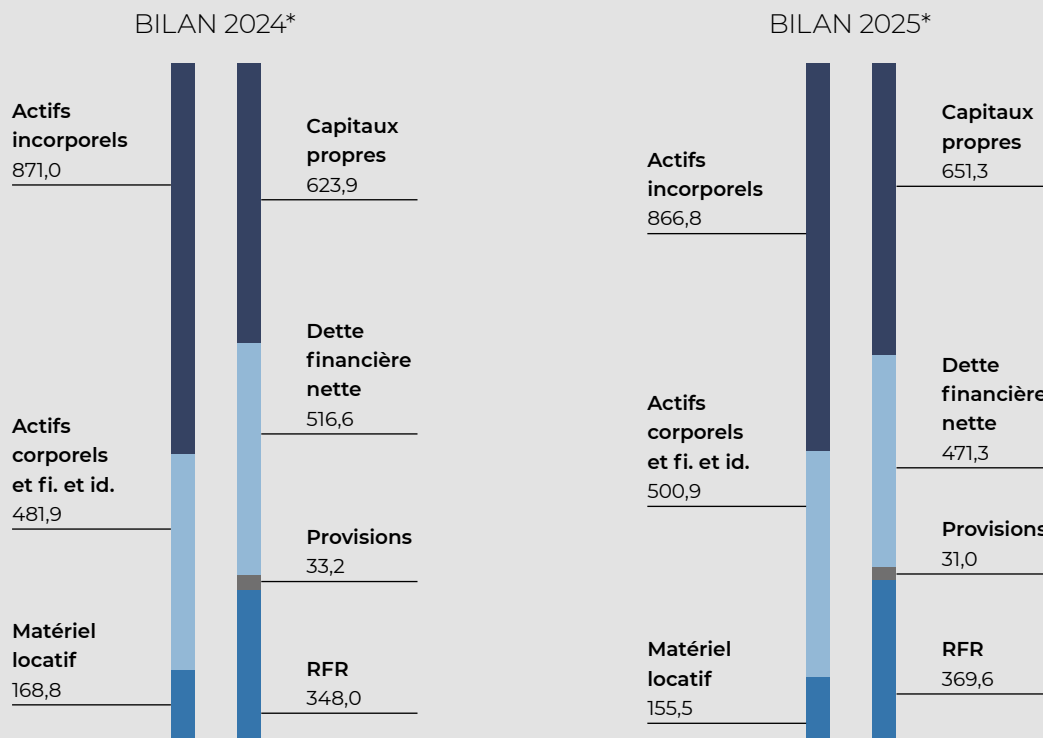 BILAN 2024*
Actifs
incorporels
871,0
Actifs
corporels
et fi. et id.
481,9
Matériel
locatif
168,8
Capitaux
propres
623,9
Dette
financière
nette
516,6
Provisions
33,2
RFR
348,0
BILAN 2025*
Actifs
incorporels
866,8
Actifs
corporels
et fi. et id.
500,9
Matériel
locatif
155,5
Capitaux
propres
651,3
Dette
financière
nette
471,3
Provisions
31,0
RFR
369,6